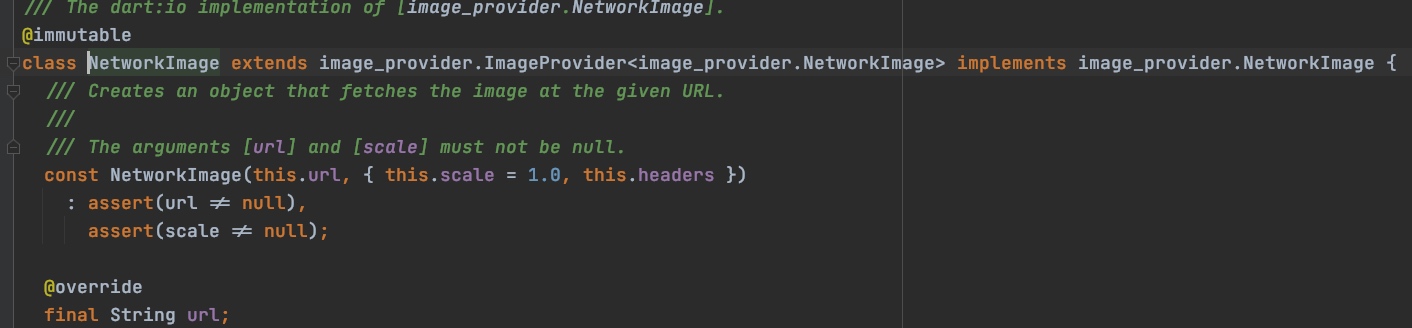 /// The dart:io implementation of [image_provider.NetworkImage].
@immutable
class NetworkImage extends image_provider.ImageProvider<image_provider.NetworkImage> implements image_provider.NetworkImage {
/// Creates an object that fetches the image at the given URL.
///
/// The arguments [url] and [scale] must not be null.
const NetworkImage(this.url, { this.scale = 1.0, this.headers })
: assert(url ≠ null),
assert(scale ≠ null);
@override
final String url;